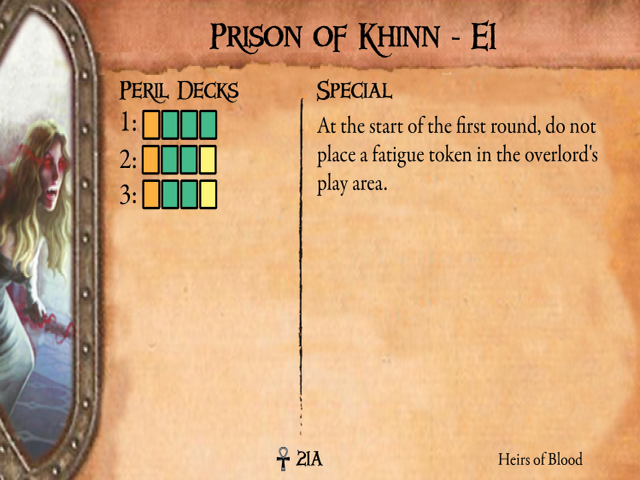 Prison of Khinn - E1
Peril Decks
1:
2:
3:
Special
At the start of the first round, do not
place a fatigue token in the overlord's
play area.
21A
Heirs of Blood